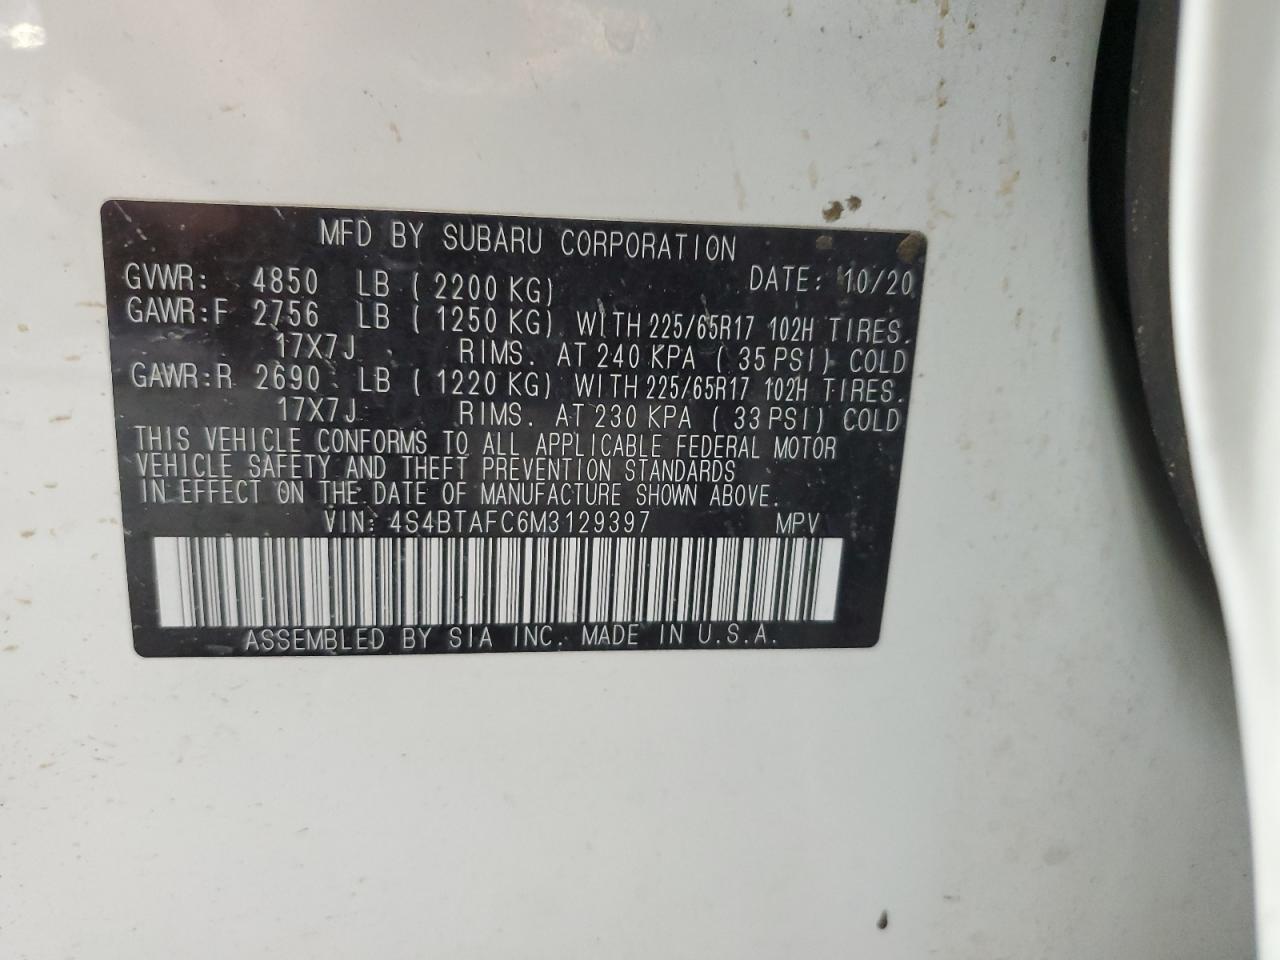 MFD BY SUBARU CORPORATION
GVWR: 4850 LB ( 2200 KG) DATE: 10/20
GAWR:F 2756 LB ( 1250 KG) WITH 225/65R17 102H TIRES.
17X7J RIMS. AT 240 KPA ( 35 PSI) COLD
GAWR:R 2690 LB ( 1220 KG) WITH 225/65R17 102H TIRES.
17X7J RIMS. AT 230 KPA ( 33 PSI) COLD
THIS VEHICLE CONFORMS TO ALL APPLICABLE FEDERAL MOTOR
VEHICLE SAFETY AND THEFT PREVENTION STANDARDS
IN EFFECT ON THE DATE OF MANUFACTURE SHOWN ABOVE.
VIN: 4S4BTAFC6M3129397 MPV
ASSEMBLED BY SIA INC. MADE IN U.S.A.